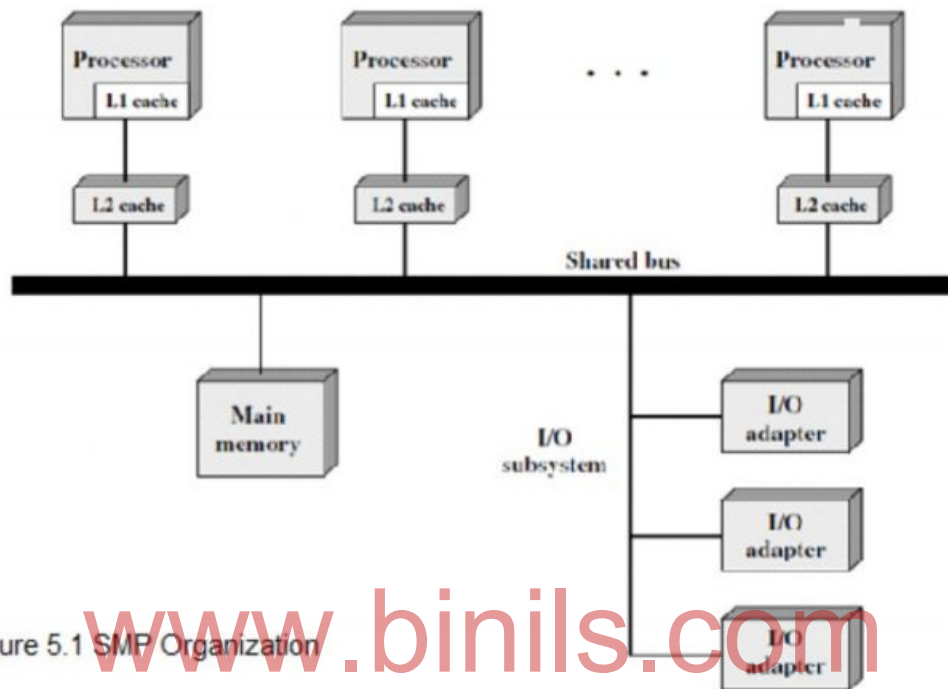 Processor
L1 cache
L2 cache
Processor
L1 cache
L2 cache
. . .
Processor
L1 cache
L2 cache
Shared bus
Main
memory
I/O
subsystem
I/O
adapter
I/O
adapter
I/O
adapter
ure 5.1 SMP Organization
www.binils.com